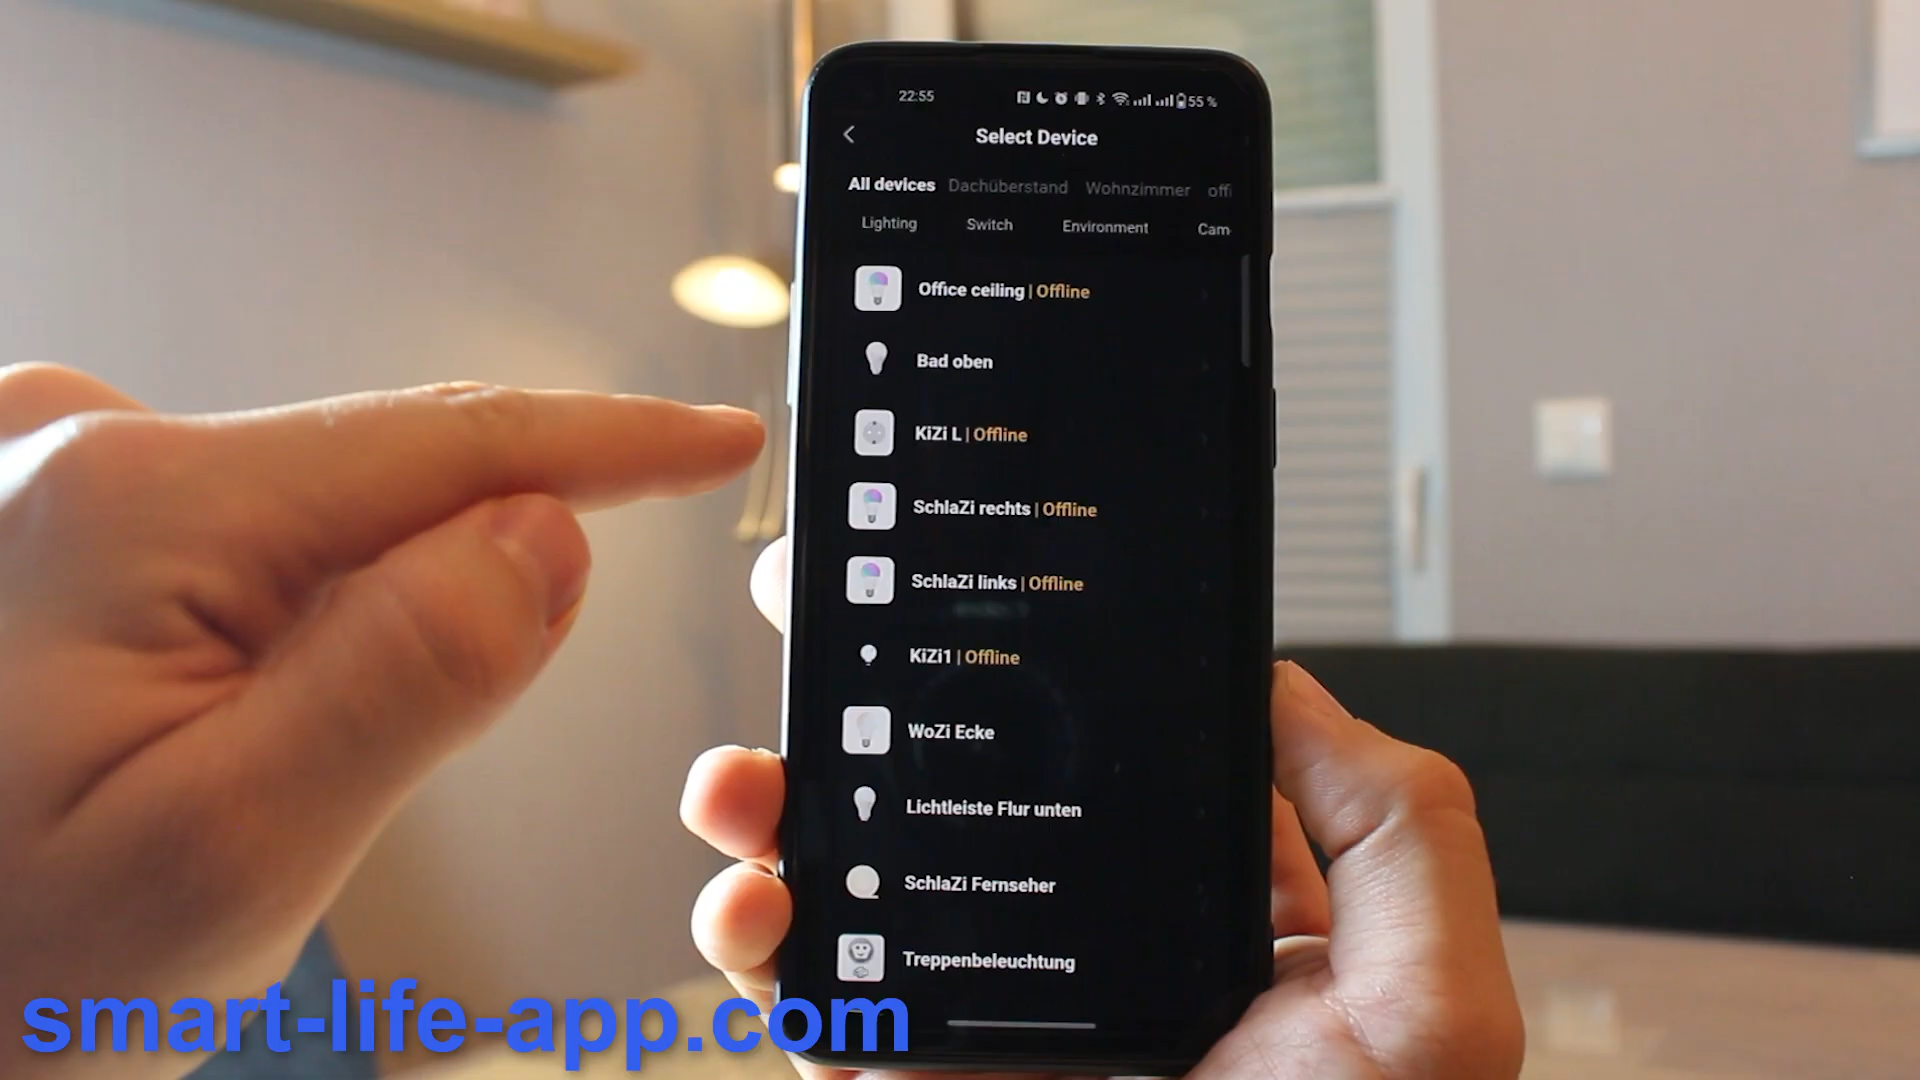 22:55 55 %
Select Device
All devices Dachüberstand Wohnzimmer offi
Lighting Switch Environment Cam
Office ceiling | Offline
Bad oben
KiZi L | Offline
SchlaZi rechts | Offline
SchlaZi links | Offline
KiZi1 | Offline
WoZi Ecke
Lichtleiste Flur unten
SchlaZi Fernseher
Treppenbeleuchtung
smart-life-app.com